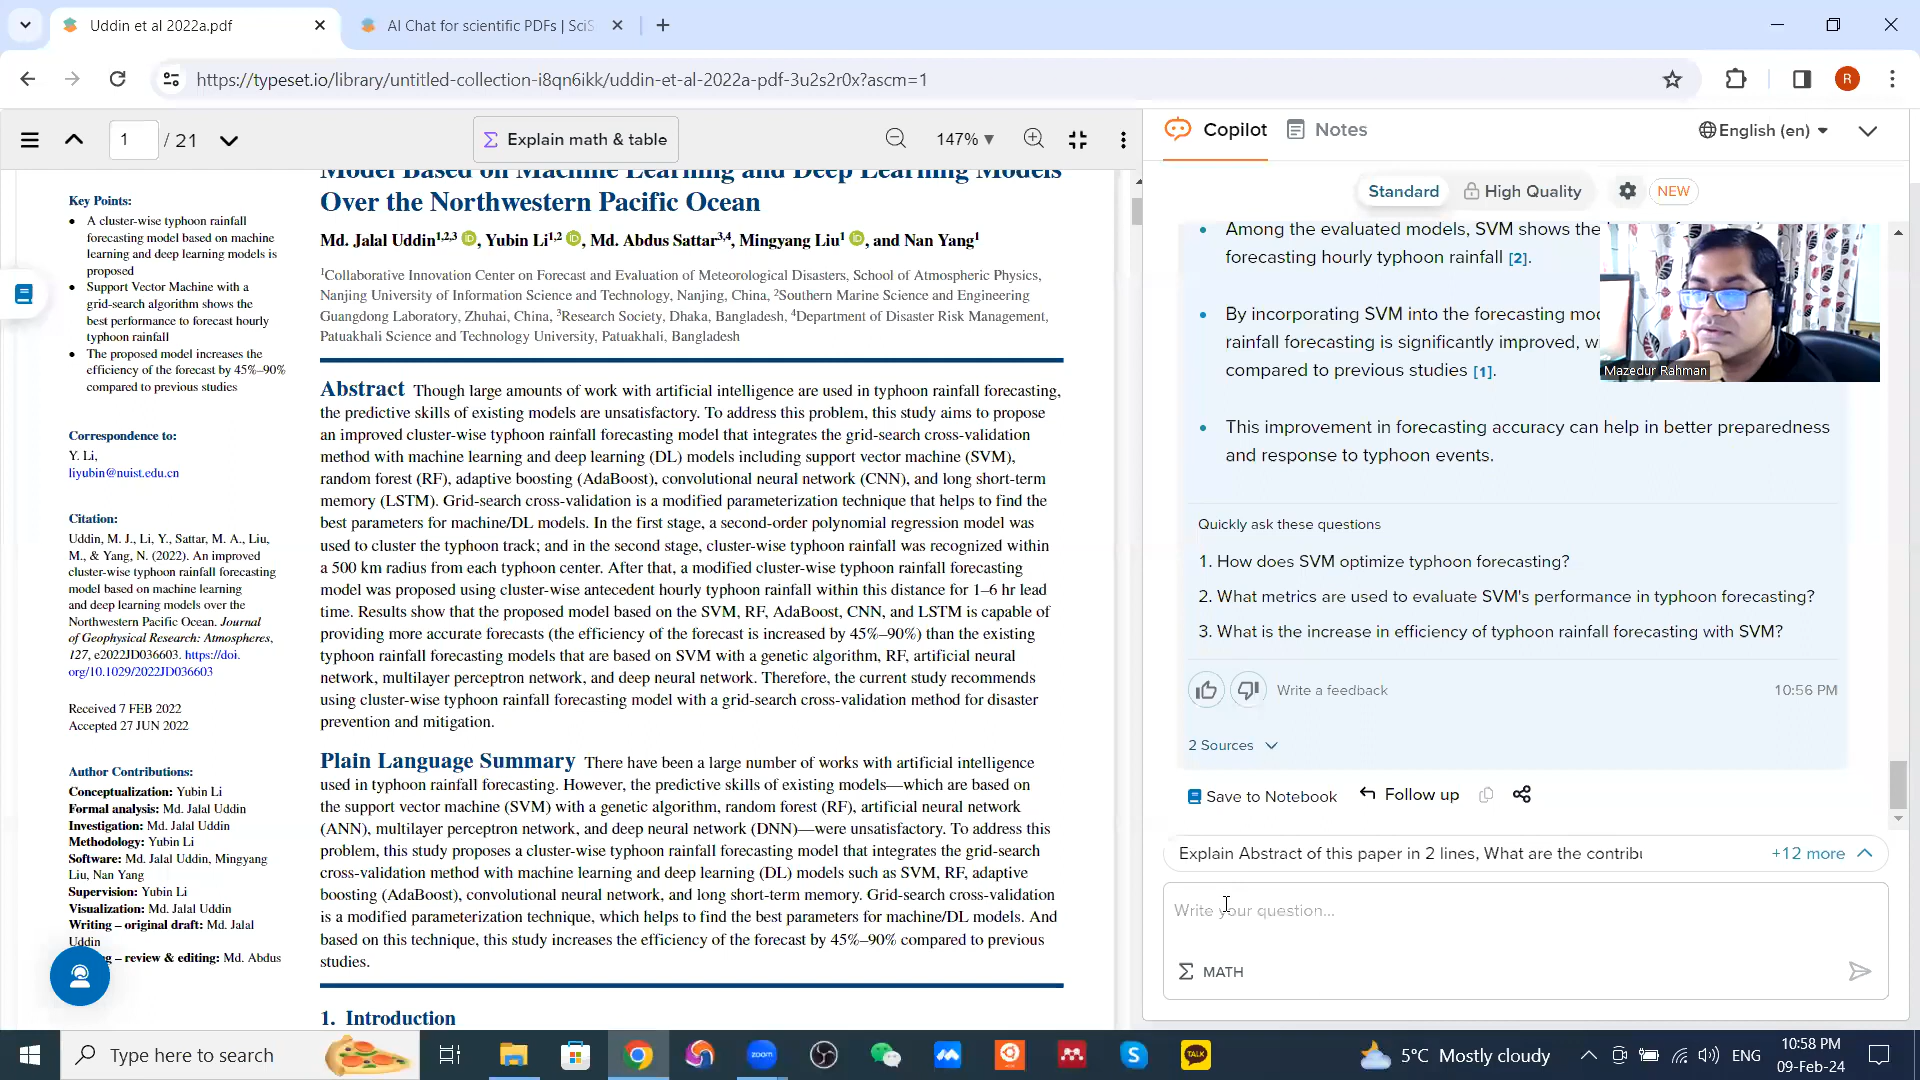 Uddin et al 2022a.pdf
AI Chat for scientific PDFs | SciS
https://typeset.io/library/untitled-collection-i8qn6ikk/uddin-et-al-2022a-pdf-3u2s2r0x?ascm=1
R
1 / 21
Explain math & table
147%
Copilot
Notes
English (en)
Standard
High Quality
NEW
Model Based on Machine Learning and Deep Learning Models
Over the Northwestern Pacific Ocean
Md. Jalal Uddin1,2,3, Yubin Li1,2, Md. Abdus Sattar3,4, Mingyang Liu1, and Nan Yang1
1Collaborative Innovation Center on Forecast and Evaluation of Meteorological Disasters, School of Atmospheric Physics,
Nanjing University of Information Science and Technology, Nanjing, China, 2Southern Marine Science and Engineering
Guangdong Laboratory, Zhuhai, China, 3Research Society, Dhaka, Bangladesh, 4Department of Disaster Risk Management,
Patuakhali Science and Technology University, Patuakhali, Bangladesh
Key Points:
• A cluster-wise typhoon rainfall
forecasting model based on machine
learning and deep learning models is
proposed
• Support Vector Machine with a
grid-search algorithm shows the
best performance to forecast hourly
typhoon rainfall
• The proposed model increases the
efficiency of the forecast by 45%–90%
compared to previous studies
Correspondence to:
Y. Li,
liyubin@nuist.edu.cn
Citation:
Uddin, M. J., Li, Y., Sattar, M. A., Liu,
M., & Yang, N. (2022). An improved
cluster-wise typhoon rainfall forecasting
model based on machine learning
and deep learning models over the
Northwestern Pacific Ocean. Journal
of Geophysical Research: Atmospheres,
127, e2022JD036603. https://doi.
org/10.1029/2022JD036603
Received 7 FEB 2022
Accepted 27 JUN 2022
Author Contributions:
Conceptualization: Yubin Li
Formal analysis: Md. Jalal Uddin
Investigation: Md. Jalal Uddin
Methodology: Yubin Li
Software: Md. Jalal Uddin, Mingyang
Liu, Nan Yang
Supervision: Yubin Li
Visualization: Md. Jalal Uddin
Writing – original draft: Md. Jalal
Uddin
– review & editing: Md. Abdus
Abstract Though large amounts of work with artificial intelligence are used in typhoon rainfall forecasting,
the predictive skills of existing models are unsatisfactory. To address this problem, this study aims to propose
an improved cluster-wise typhoon rainfall forecasting model that integrates the grid-search cross-validation
method with machine learning and deep learning (DL) models including support vector machine (SVM),
random forest (RF), adaptive boosting (AdaBoost), convolutional neural network (CNN), and long short-term
memory (LSTM). Grid-search cross-validation is a modified parameterization technique that helps to find the
best parameters for machine/DL models. In the first stage, a second-order polynomial regression model was
used to cluster the typhoon track; and in the second stage, cluster-wise typhoon rainfall was recognized within
a 500 km radius from each typhoon center. After that, a modified cluster-wise typhoon rainfall forecasting
model was proposed using cluster-wise antecedent hourly typhoon rainfall within this distance for 1–6 hr lead
time. Results show that the proposed model based on the SVM, RF, AdaBoost, CNN, and LSTM is capable of
providing more accurate forecasts (the efficiency of the forecast is increased by 45%–90%) than the existing
typhoon rainfall forecasting models that are based on SVM with a genetic algorithm, RF, artificial neural
network, multilayer perceptron network, and deep neural network. Therefore, the current study recommends
using cluster-wise typhoon rainfall forecasting model with a grid-search cross-validation method for disaster
prevention and mitigation.
Plain Language Summary There have been a large number of works with artificial intelligence
used in typhoon rainfall forecasting. However, the predictive skills of existing models—which are based on
the support vector machine (SVM) with a genetic algorithm, random forest (RF), artificial neural network
(ANN), multilayer perceptron network, and deep neural network (DNN)—were unsatisfactory. To address this
problem, this study proposes a cluster-wise typhoon rainfall forecasting model that integrates the grid-search
cross-validation method with machine learning and deep learning (DL) models such as SVM, RF, adaptive
boosting (AdaBoost), convolutional neural network, and long short-term memory. Grid-search cross-validation
is a modified parameterization technique, which helps to find the best parameters for machine/DL models. And
based on this technique, this study increases the efficiency of the forecast by 45%–90% compared to previous
studies.
1. Introduction
• Among the evaluated models, SVM shows the
forecasting hourly typhoon rainfall [2].
• By incorporating SVM into the forecasting
rainfall forecasting is significantly improved,
compared to previous studies [1].
Mazedur Rahman
• This improvement in forecasting accuracy can help in better preparedness
and response to typhoon events.
Quickly ask these questions
1. How does SVM optimize typhoon forecasting?
2. What metrics are used to evaluate SVM's performance in typhoon forecasting?
3. What is the increase in efficiency of typhoon rainfall forecasting with SVM?
Write a feedback
10:56 PM
2 Sources
Save to Notebook
Follow up
Explain Abstract of this paper in 2 lines, What are the contribu
+12 more
Write your question...
Σ MATH
Type here to search
zoom
TALK
5°C Mostly cloudy
ENG
10:58 PM
09-Feb-24